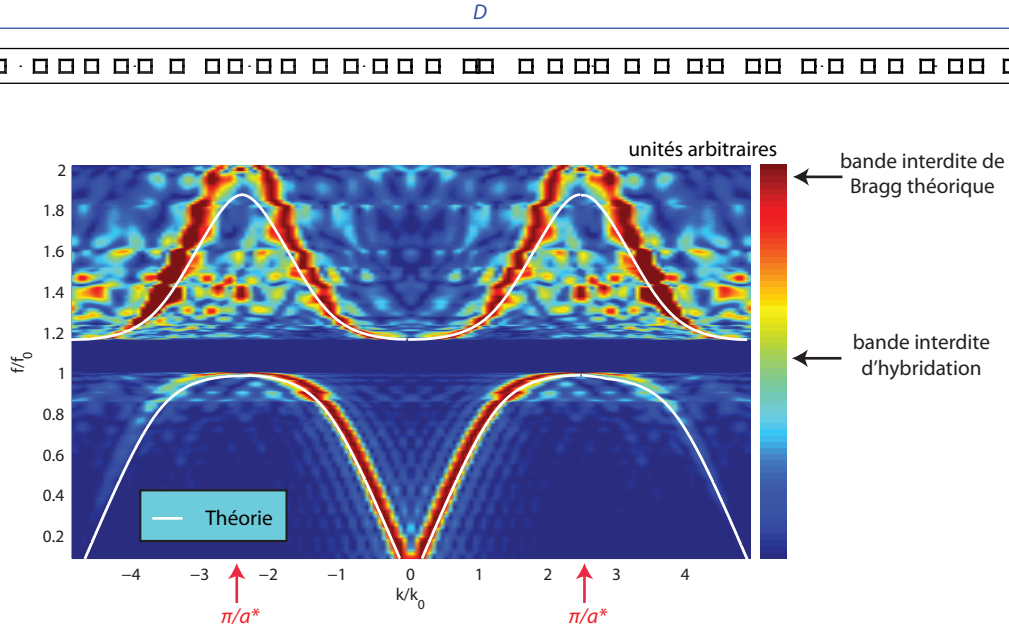 D
unités arbitraires
bande interdite de
Bragg théorique
bande interdite
d'hybridation
f/f0
2
1.8
1.6
1.4
1.2
1
0.8
0.6
0.4
0.2
Théorie
−4 −3 −2 −1 0 1 2 3 4
k/k0
π/a* π/a*